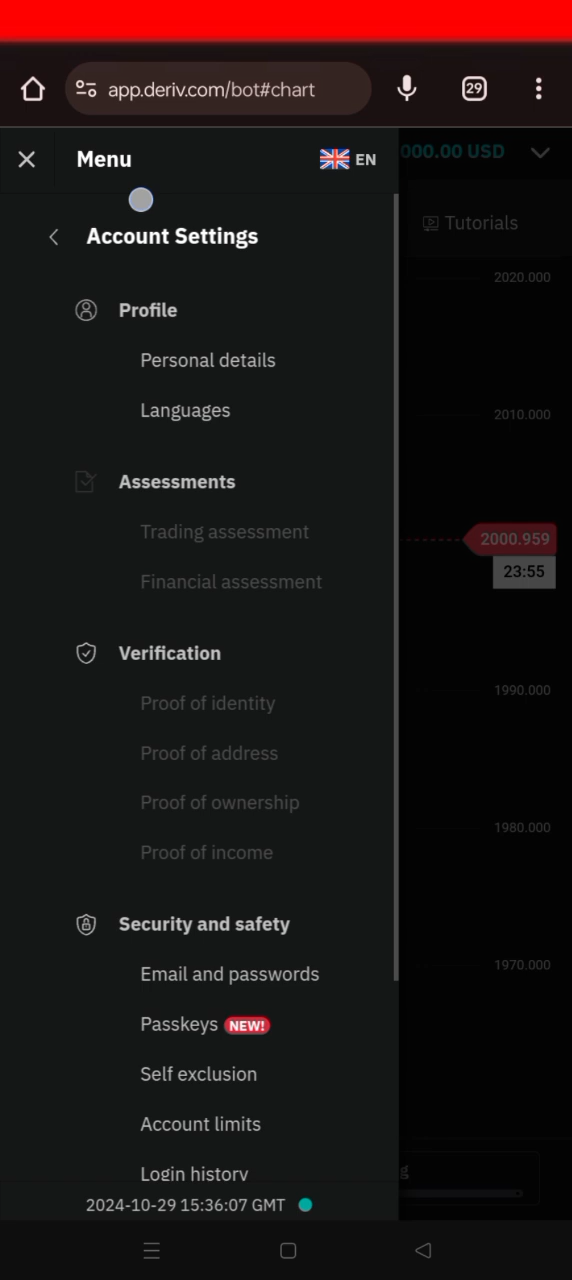 app.deriv.com/bot#chart
29
Menu
EN
000.00 USD
Account Settings
Tutorials
2020.000
Profile
Personal details
Languages
2010.000
Assessments
Trading assessment
2000.959
23:55
Financial assessment
Verification
Proof of identity
1990.000
Proof of address
Proof of ownership
1980.000
Proof of income
Security and safety
1970.000
Email and passwords
Passkeys NEW!
Self exclusion
Account limits
Login history
g
2024-10-29 15:36:07 GMT